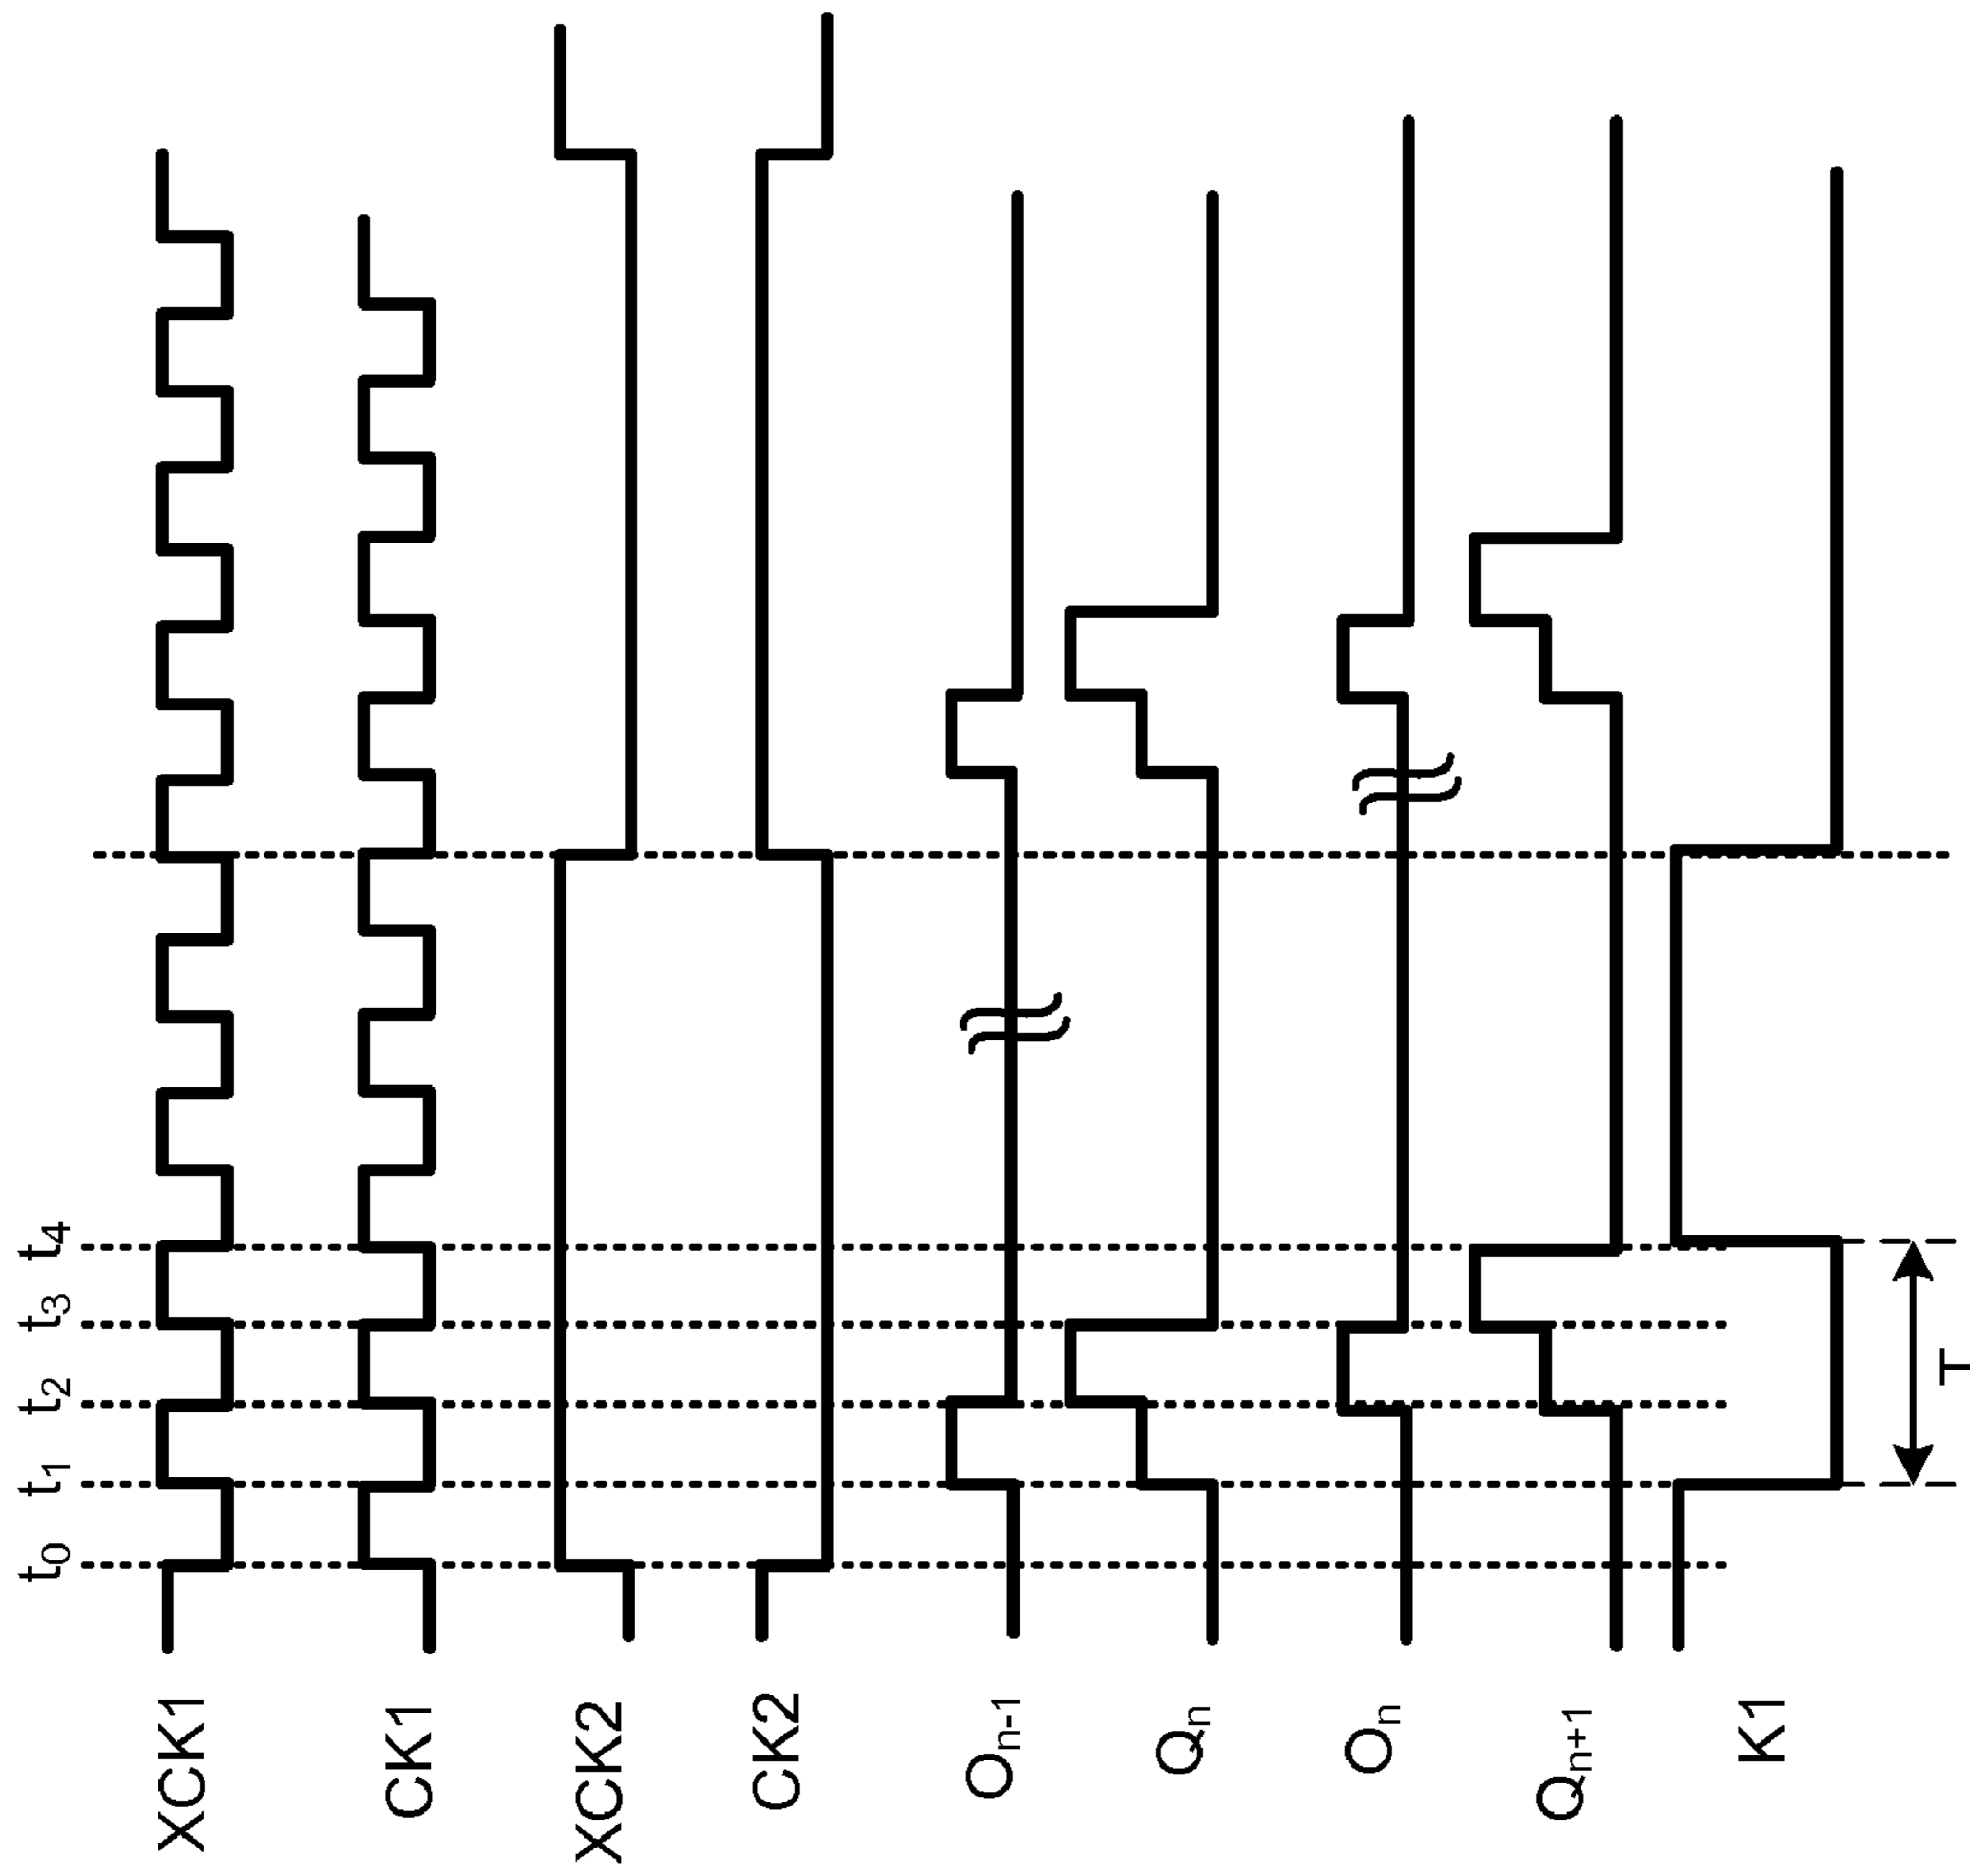 t0 t1 t2 t3 t4
XCK1
CK1
XCK2
CK2
On-1
Qn
On
Qn+1
K1
T